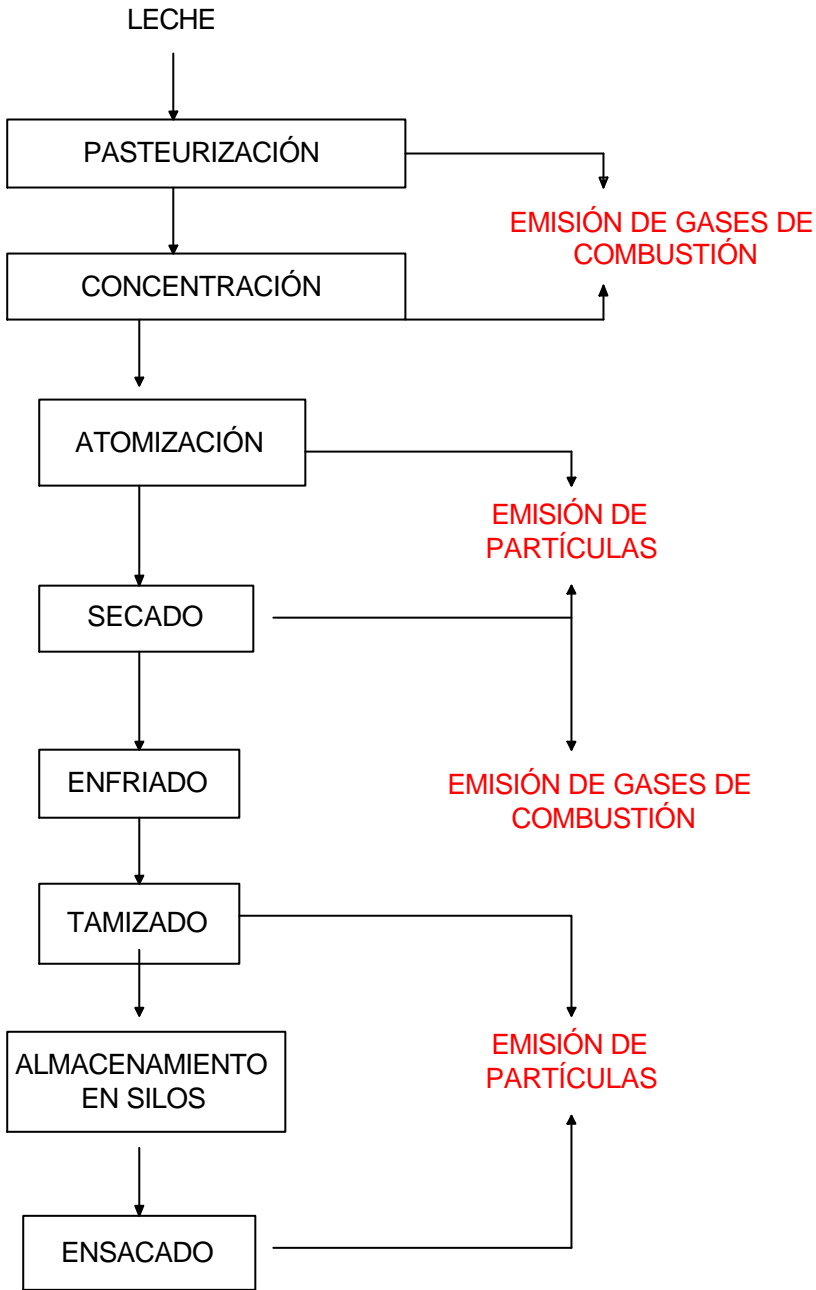 LECHE
PASTEURIZACIÓN
EMISIÓN DE GASES DE
COMBUSTIÓN
CONCENTRACIÓN
ATOMIZACIÓN
EMISIÓN DE
PARTÍCULAS
SECADO
ENFRIADO
EMISIÓN DE GASES DE
COMBUSTIÓN
TAMIZADO
ALMACENAMIENTO
EN SILOS
EMISIÓN DE
PARTÍCULAS
ENSACADO